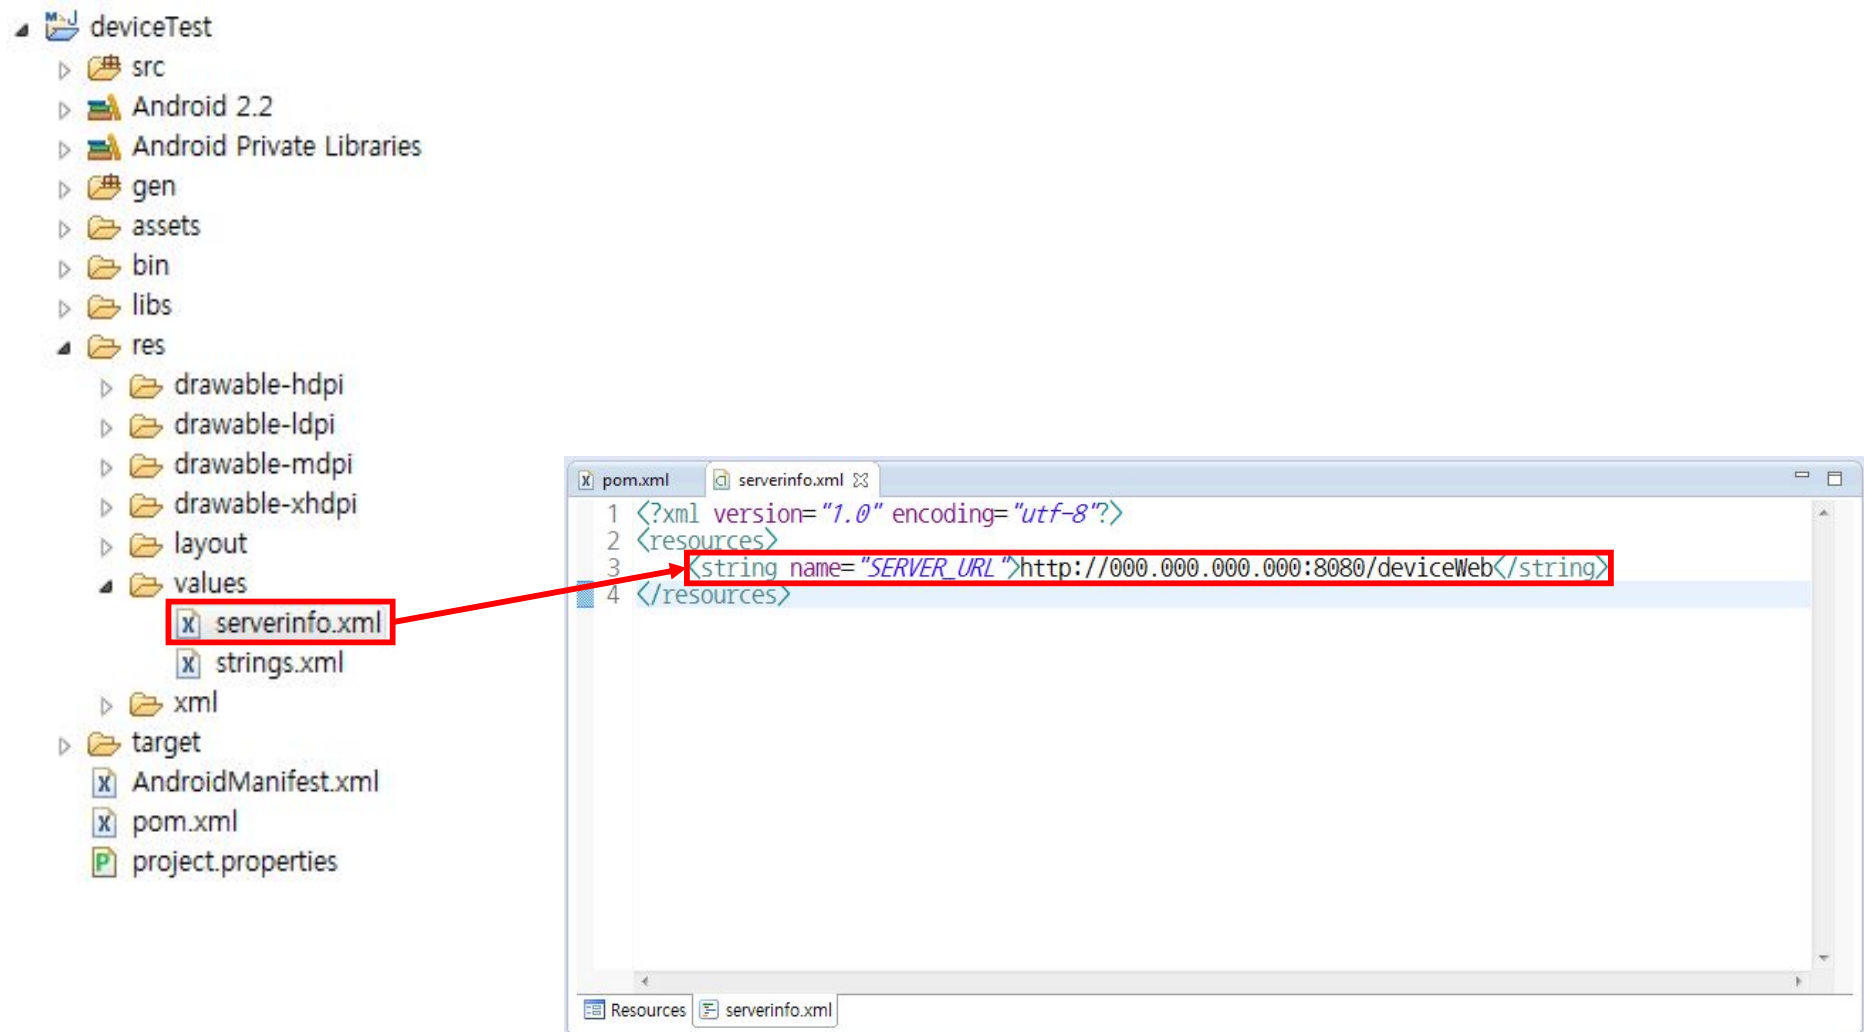 deviceTest
src
Android 2.2
Android Private Libraries
gen
assets
bin
libs
res
drawable-hdpi
drawable-ldpi
drawable-mdpi
drawable-xhdpi
layout
values
serverinfo.xml
strings.xml
xml
target
AndroidManifest.xml
pom.xml
project.properties
pom.xml serverinfo.xml
1 <?xml version="1.0" encoding="utf-8"?>
2 <resources>
3 <string name="SERVER_URL">http://000.000.000.000:8080/deviceWeb</string>
4 </resources>
Resources serverinfo.xml